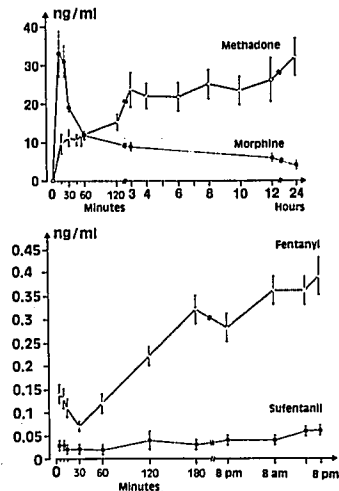 ng/ml
40
Methadone
30
20
10
Morphine
0
0 30 60 120 3 4 6 8 10 12 24
Minutes Hours
ng/ml
0.45
Fentanyl
0.4
0.35
0.3
0.25
0.2
0.15
0.1
Sufentanil
0.05
0
0 30 60 120 180 8 pm 8 am 8 pm
Minutes